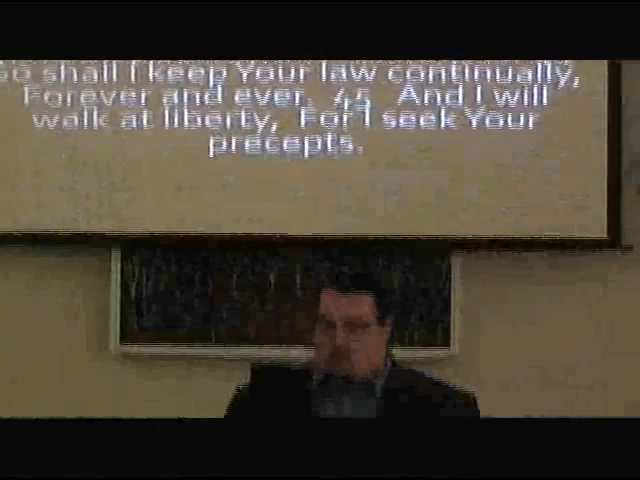 so shall I keep Your law continually,
Forever and ever. 45 And I will
walk at liberty, For I seek Your
precepts.